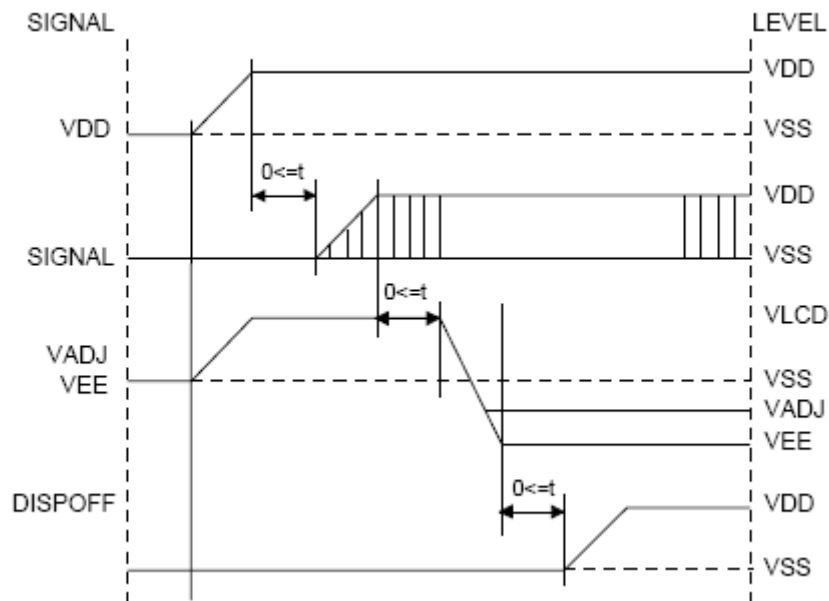 SIGNAL LEVEL
VDD
VDD VSS
0<=t
VDD
SIGNAL VSS
0<=t
VLCD
VADJ
VEE VSS
VADJ
VEE
0<=t
DISPOFF VDD
VSS